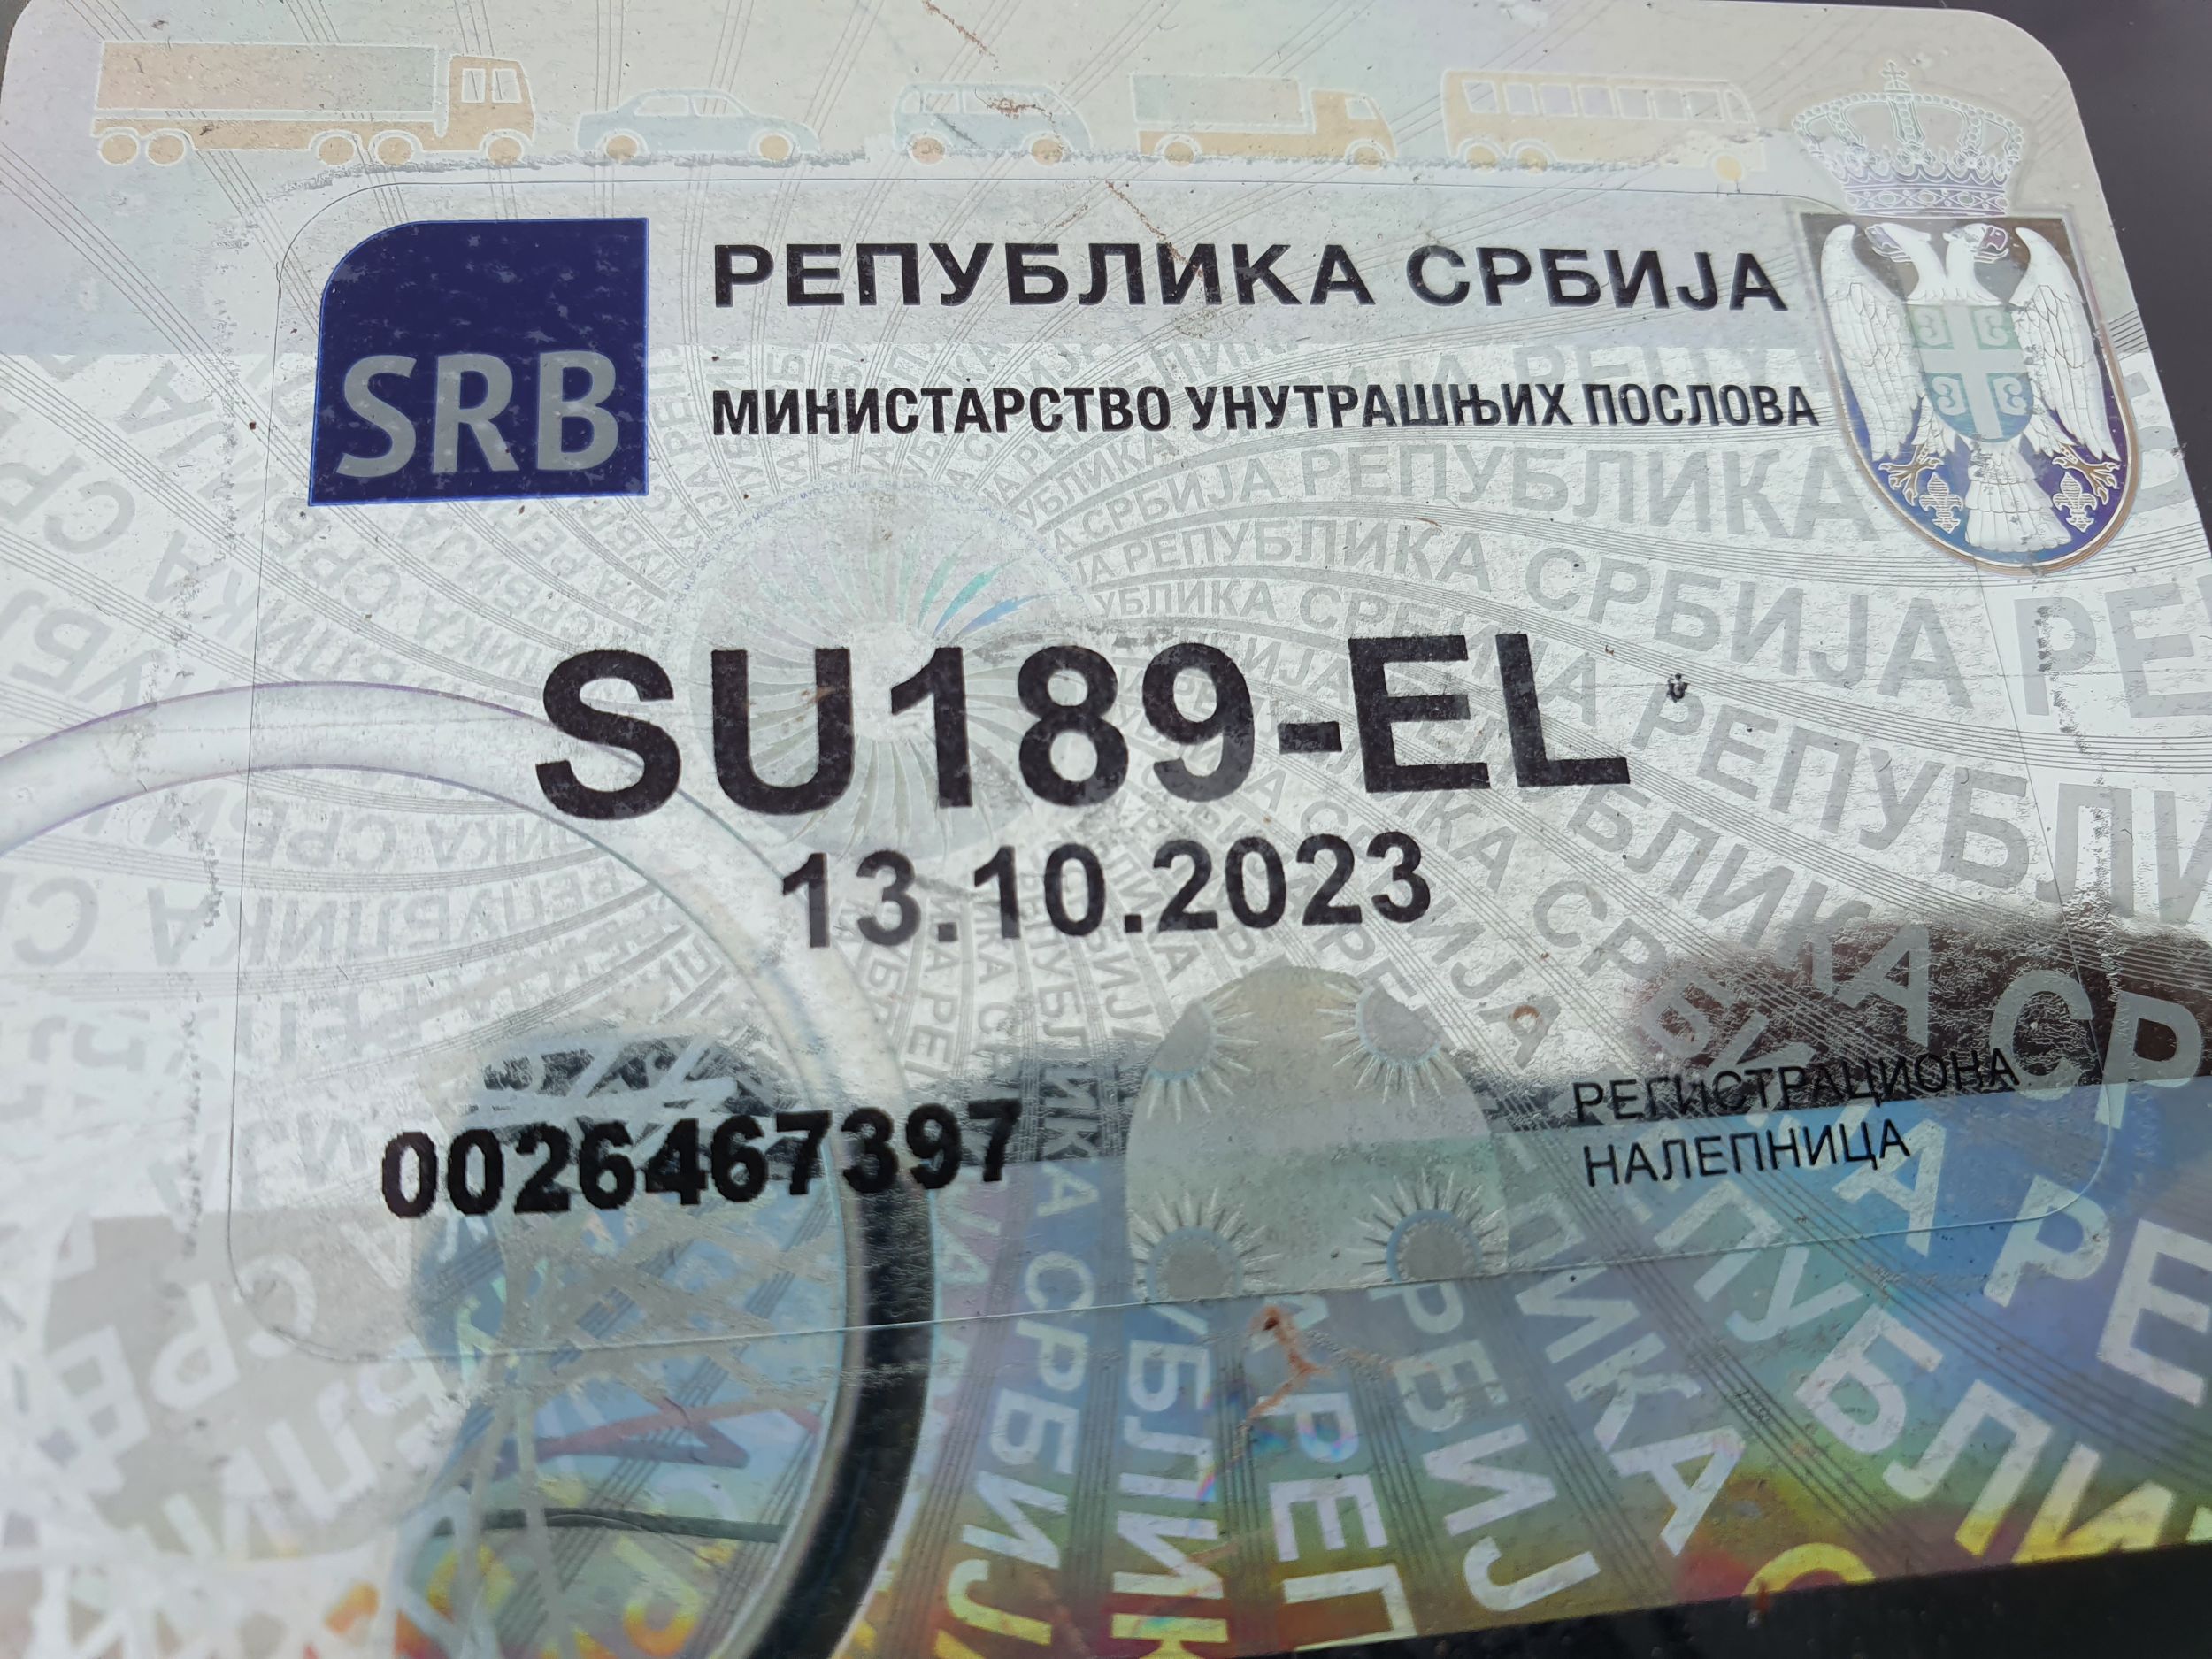 SRB
РЕПУБЛИКА СРБИЈА
МИНИСТАРСТВО УНУТРАШЊИХ ПОСЛОВА
SU189-EL
13.10.2023
0026467397
РЕГИСТРАЦИОНА
НАЛЕПНИЦА